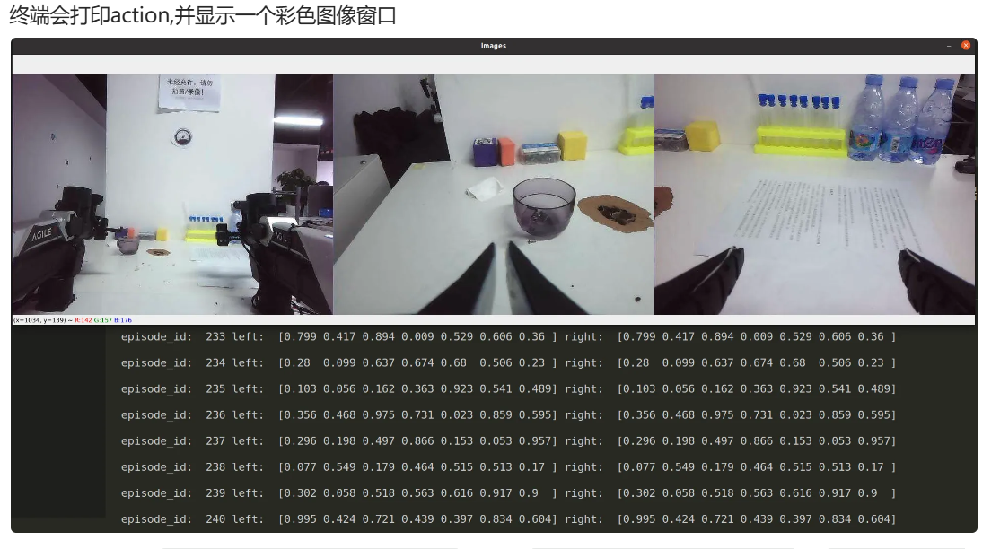 终端会打印action,并显示一个彩色图像窗口
Images
未经允许，请勿
拍照/录像！
AGILE
(x=1034, y=139) ~ R:142 G:157 B:176
episode_id:  233 left:  [0.799 0.417 0.894 0.009 0.529 0.606 0.36 ] right:  [0.799 0.417 0.894 0.009 0.529 0.606 0.36 ]
episode_id:  234 left:  [0.28  0.099 0.637 0.674 0.68  0.506 0.23 ] right:  [0.28  0.099 0.637 0.674 0.68  0.506 0.23 ]
episode_id:  235 left:  [0.103 0.056 0.162 0.363 0.923 0.541 0.489] right:  [0.103 0.056 0.162 0.363 0.923 0.541 0.489]
episode_id:  236 left:  [0.356 0.468 0.975 0.731 0.023 0.859 0.595] right:  [0.356 0.468 0.975 0.731 0.023 0.859 0.595]
episode_id:  237 left:  [0.296 0.198 0.497 0.866 0.153 0.053 0.957] right:  [0.296 0.198 0.497 0.866 0.153 0.053 0.957]
episode_id:  238 left:  [0.077 0.549 0.179 0.464 0.515 0.513 0.17 ] right:  [0.077 0.549 0.179 0.464 0.515 0.513 0.17 ]
episode_id:  239 left:  [0.302 0.058 0.518 0.563 0.616 0.917 0.9  ] right:  [0.302 0.058 0.518 0.563 0.616 0.917 0.9  ]
episode_id:  240 left:  [0.995 0.424 0.721 0.439 0.397 0.834 0.604] right:  [0.995 0.424 0.721 0.439 0.397 0.834 0.604]